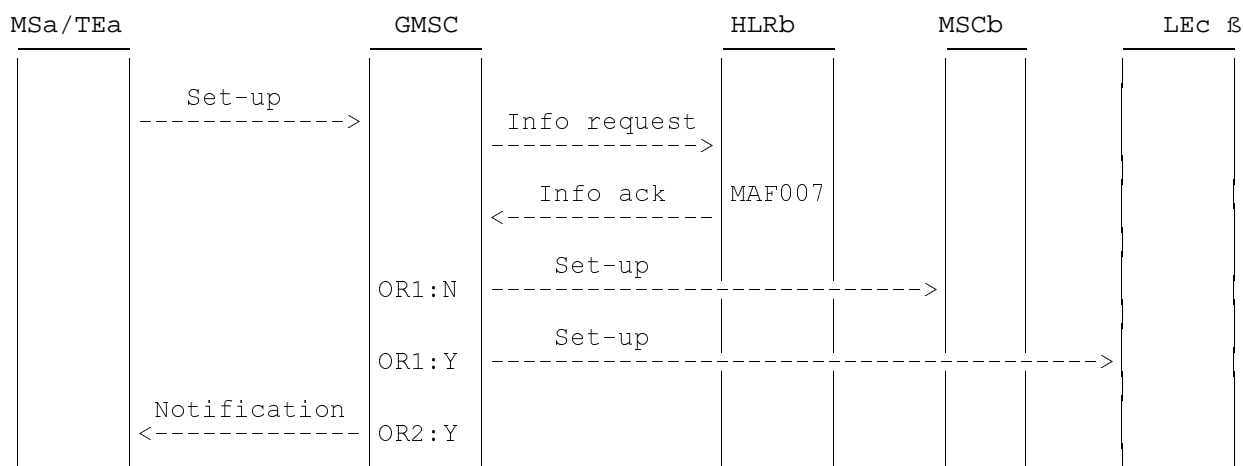 MSa/TEa GMSC HLRb MSCb LEc ß
Set-up
------------->
Info request
------------->
Info ack MAF007
<-------------
Set-up
OR1:N --------------------------->
Set-up
OR1:Y -------------------------------------->
Notification
<------------- OR2:Y